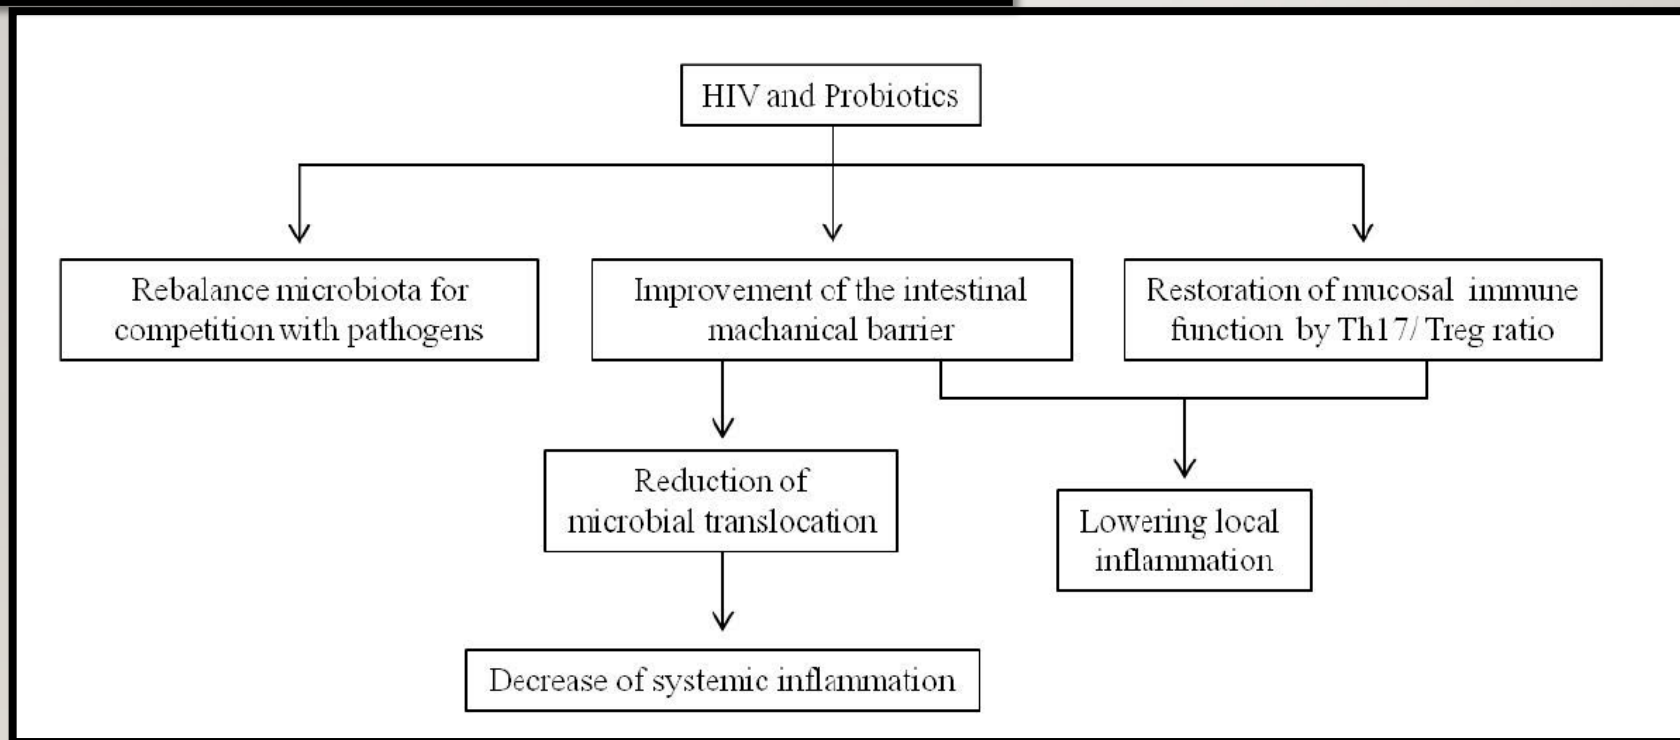 HIV and Probiotics
Rebalance microbiota for
competition with pathogens
Improvement of the intestinal
machanical barrier
Restoration of mucosal immune
function by Th17/ Treg ratio
Reduction of
microbial translocation
Lowering local
inflammation
Decrease of systemic inflammation